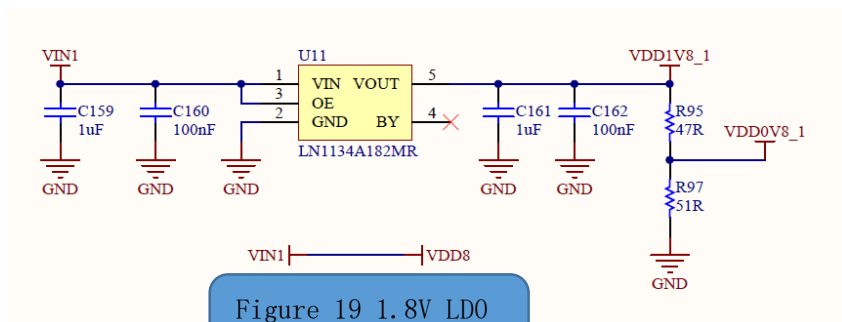 VIN1
U11
VDD1V8_1
1 VIN VOUT 5
3 OE
2 GND BY 4
LN1134A182MR
C159
1uF
C160
100nF
C161
1uF
C162
100nF
R95
47R
VDD0V8_1
R97
51R
GND
GND
GND
GND
GND
GND
VIN1 VDD8
Figure 19 1.8V LDO